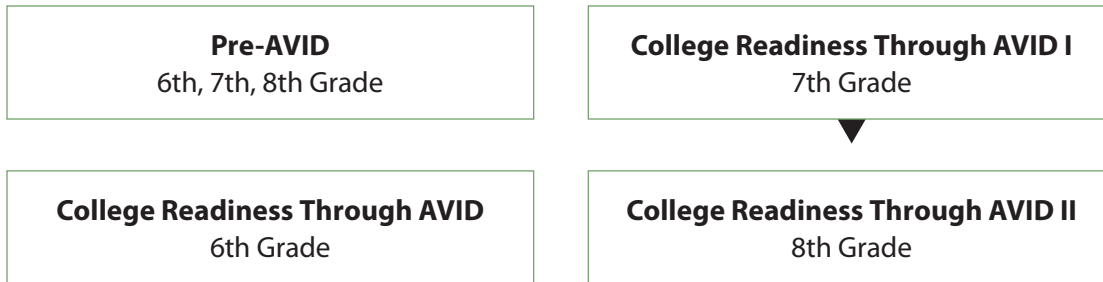 Pre-AVID
6th, 7th, 8th Grade
College Readiness Through AVID I
7th Grade
College Readiness Through AVID
6th Grade
College Readiness Through AVID II
8th Grade